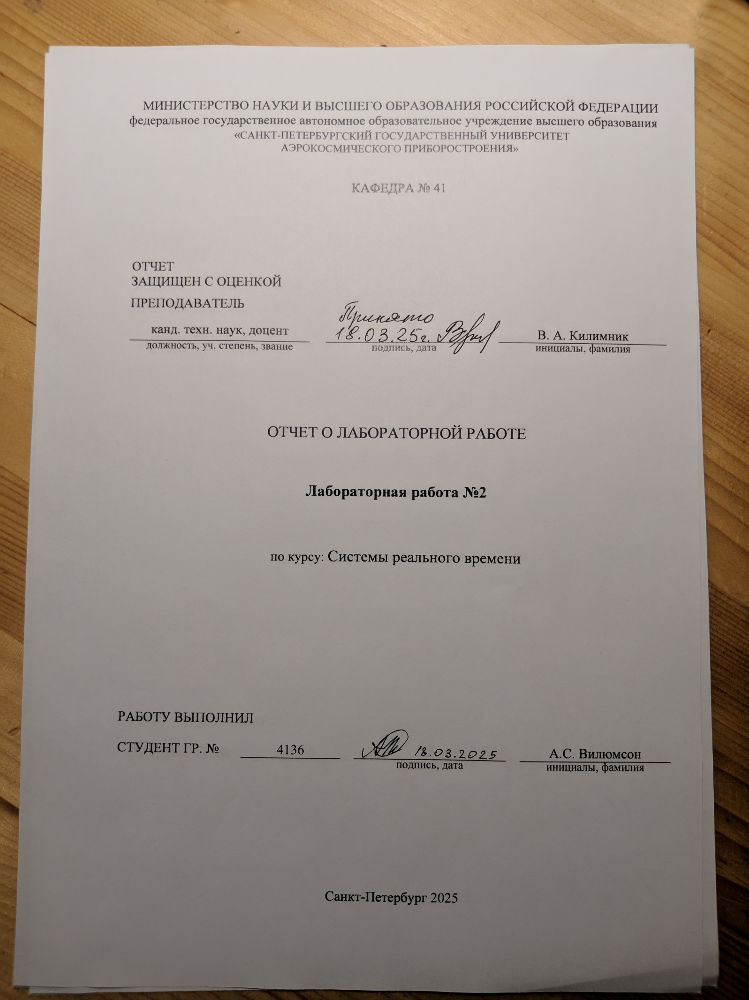 МИНИСТЕРСТВО НАУКИ И ВЫСШЕГО ОБРАЗОВАНИЯ РОССИЙСКОЙ ФЕДЕРАЦИИ
федеральное государственное автономное образовательное учреждение высшего образования
«САНКТ-ПЕТЕРБУРГСКИЙ ГОСУДАРСТВЕННЫЙ УНИВЕРСИТЕТ
АЭРОКОСМИЧЕСКОГО ПРИБОРОСТРОЕНИЯ»
КАФЕДРА № 41
ОТЧЕТ
ЗАЩИЩЕН С ОЦЕНКОЙ
ПРЕПОДАВАТЕЛЬ
Принято
канд. техн. наук, доцент 18.03.25г. В. А. Килимник
должность, уч. степень, звание подпись, дата инициалы, фамилия
ОТЧЕТ О ЛАБОРАТОРНОЙ РАБОТЕ
Лабораторная работа №2
по курсу: Системы реального времени
РАБОТУ ВЫПОЛНИЛ
СТУДЕНТ ГР. № 4136 18.03.2025 А.С. Вилюмсон
подпись, дата инициалы, фамилия
Санкт-Петербург 2025